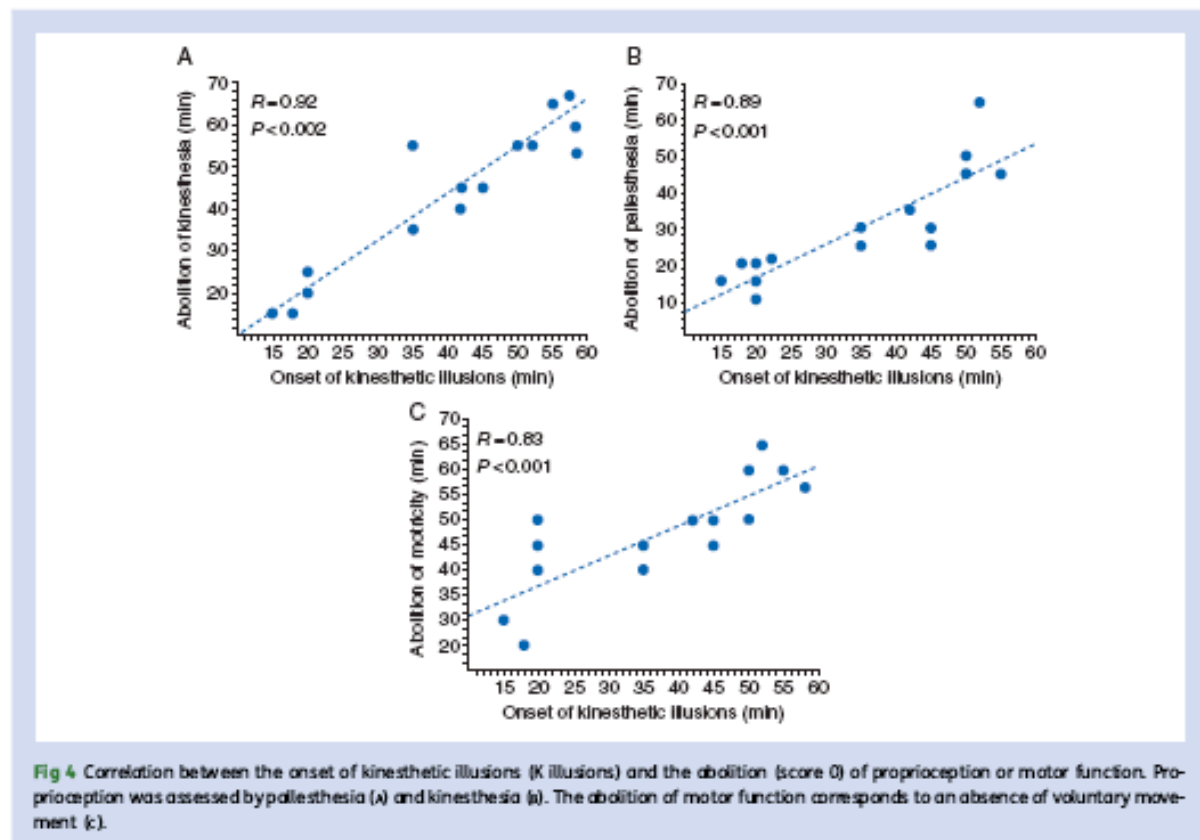 A
R=0.92
P<0.002
Abolition of kinesthesia (min)
70
60
50
40
30
20
15 20 25 30 35 40 45 50 55 60
Onset of kinesthetic illusions (min)
B
R=0.89
P<0.001
Abolition of pallesthesia (min)
70
60
50
40
30
20
10
15 20 25 30 35 40 45 50 55 60
Onset of kinesthetic illusions (min)
C
R=0.83
P<0.001
Abolition of motricity (min)
70
65
60
55
50
45
40
35
30
20
15 20 25 30 35 40 45 50 55 60
Onset of kinesthetic illusions (min)
Fig 4 Correlation between the onset of kinesthetic illusions (K illusions) and the abolition (score 0) of proprioception or motor function. Pro-
prioception was assessed by pallesthesia (A) and kinesthesia (B). The abolition of motor function corresponds to an absence of voluntary move-
ment (C).